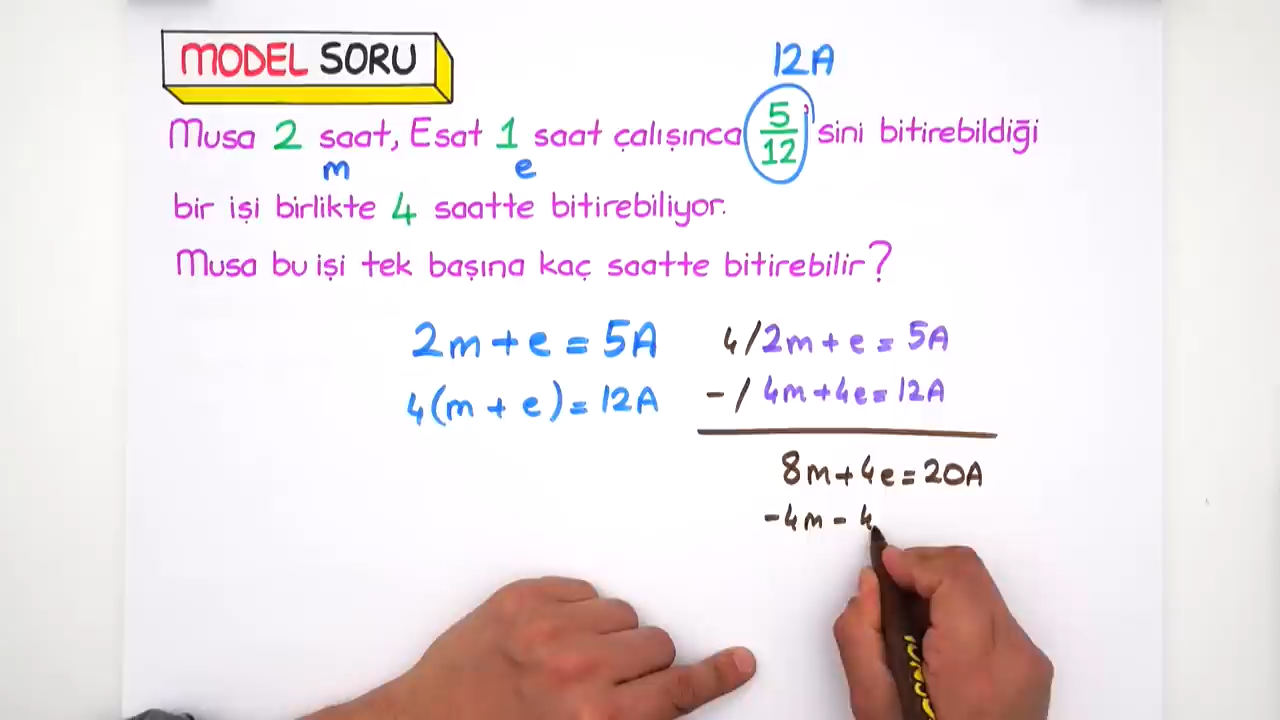 MODEL SORU
12A
Musa 2 saat, Esat 1 saat çalışınca 5/12'sini bitirebildiği
m e
bir işi birlikte 4 saatte bitirebiliyor.
Musa bu işi tek başına kaç saatte bitirebilir?
2m + e = 5A
4(m + e) = 12A
4/2m + e = 5A
-/ 4m + 4e = 12A
8m + 4e = 20A
-4m - 4